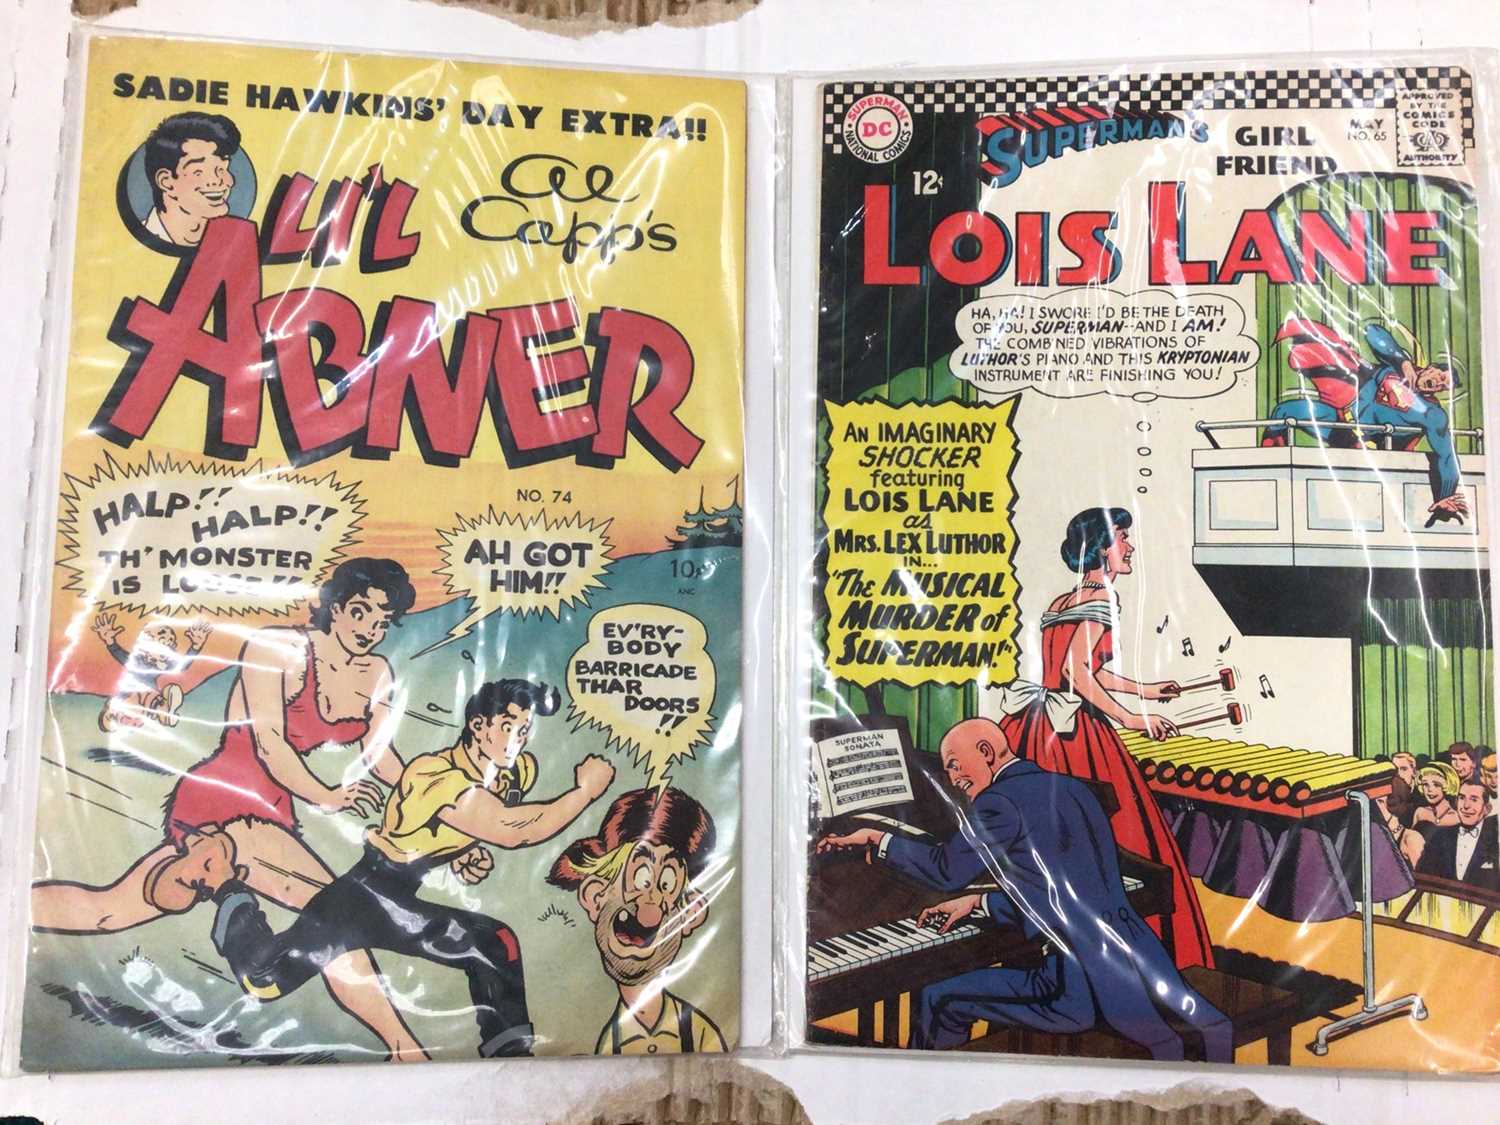 SADIE HAWKINS' DAY EXTRA!!
LI'L
Al
Capp's
ABNER
NO. 74
10¢
HALP!!
HALP!!
TH' MONSTER
IS LOOSE!!
AH GOT
HIM!!
EV'RY-
BODY
BARRICADE
THAR
DOORS
!!
SUPERMAN
DC
NATIONAL COMICS
12¢
SUPERMAN'S
GIRL
FRIEND
MAY
NO. 65
APPROVED
BY THE
COMICS
CODE
CA
AUTHORITY
LOIS LANE
HA, HA! I SWORE I'D BE THE DEATH
OF YOU, SUPERMAN--AND I AM!
THE COMBINED VIBRATIONS OF
LUTHOR'S PIANO AND THIS KRYPTONIAN
INSTRUMENT ARE FINISHING YOU!
AN IMAGINARY
SHOCKER
featuring
LOIS LANE
as
MRS. LEX LUTHOR
IN...
"The MUSICAL
MURDER of
SUPERMAN!"
SUPERMAN
SONATA